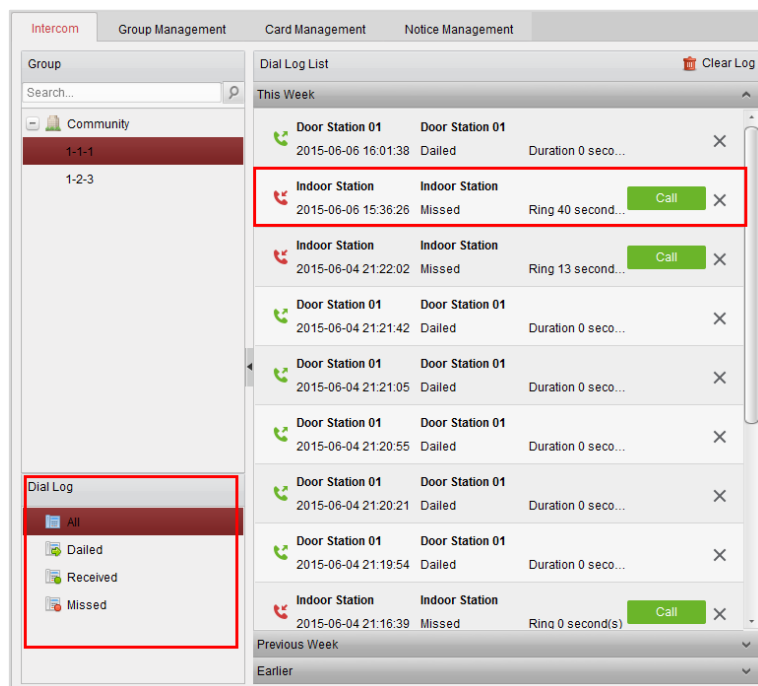 Intercom Group Management Card Management Notice Management
Group
Search...
Community
1-1-1
1-2-3
Dial Log
All
Dailed
Received
Missed
Dial Log List Clear Log
This Week
Door Station 01 Door Station 01
2015-06-06 16:01:38 Dailed Duration 0 seco...
Indoor Station Indoor Station
2015-06-06 15:36:26 Missed Ring 40 second... Call
Indoor Station Indoor Station
2015-06-04 21:22:02 Missed Ring 13 second... Call
Door Station 01 Door Station 01
2015-06-04 21:21:42 Dailed Duration 0 seco...
Door Station 01 Door Station 01
2015-06-04 21:21:05 Dailed Duration 0 seco...
Door Station 01 Door Station 01
2015-06-04 21:20:55 Dailed Duration 0 seco...
Door Station 01 Door Station 01
2015-06-04 21:20:21 Dailed Duration 0 seco...
Door Station 01 Door Station 01
2015-06-04 21:19:54 Dailed Duration 0 seco...
Indoor Station Indoor Station
2015-06-04 21:16:39 Missed Ring 0 second(s) Call
Previous Week
Earlier